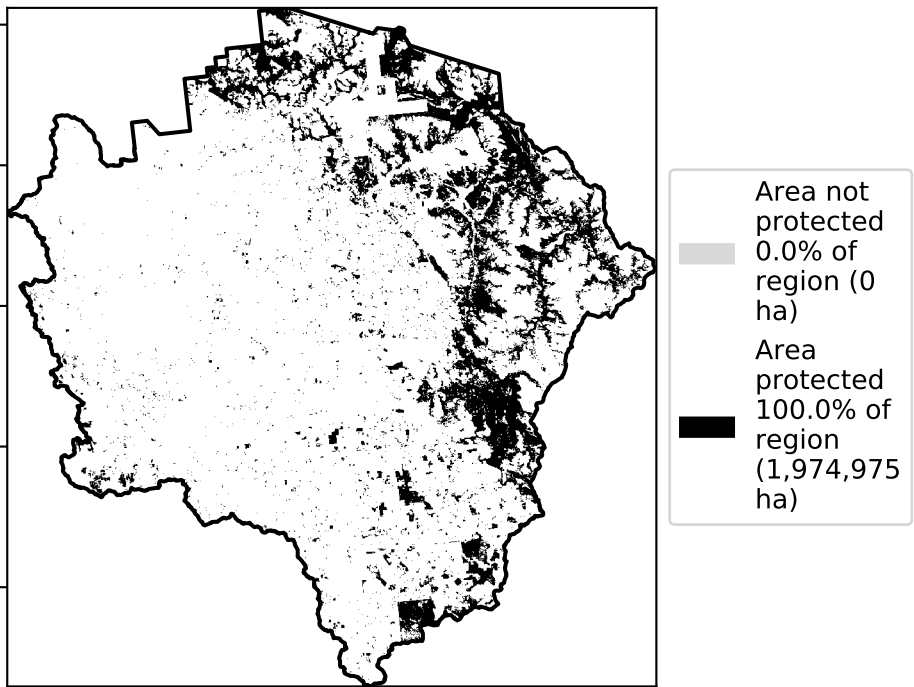 Area not
protected
0.0% of
region (0
ha)
Area
protected
100.0% of
region
(1,974,975
ha)